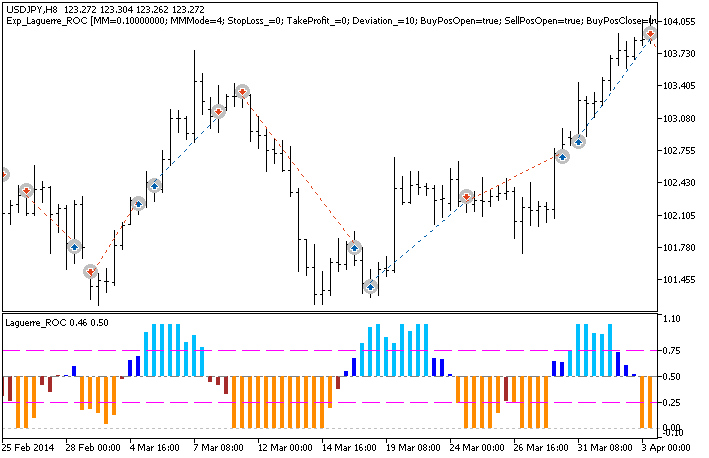 USDJPY,H8 123.272 123.304 123.262 123.272
Exp_Laguerre_ROC [MM=0.10000000; MMMode=4; StopLoss_=0; TakeProfit_=0; Deviation_=10; BuyPosOpen=true; SellPosOpen=true; BuyPosClose=
104.055
103.730
103.405
103.080
102.755
102.430
102.105
101.780
101.455
Laguerre_ROC 0.46 0.50
1.10
0.75
0.50
0.25
0.00
-0.10
25 Feb 2014
28 Feb 00:00
4 Mar 16:00
7 Mar 08:00
12 Mar 00:00
14 Mar 16:00
19 Mar 08:00
24 Mar 00:00
26 Mar 16:00
31 Mar 08:00
3 Apr 00:00